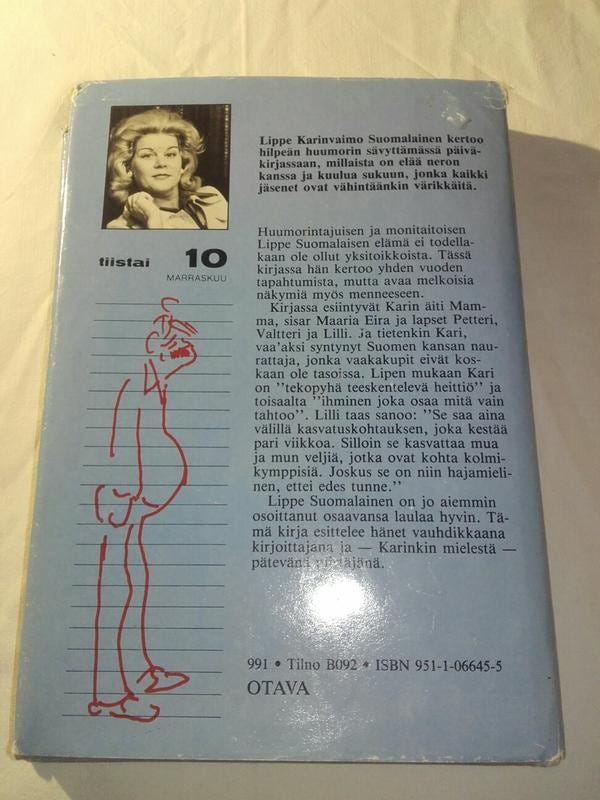 Lippe Karinvaimo Suomalainen kertoo
hilpeän huumorin sävyttämässä päivä-
kirjassaan, millaista on elää neron
kanssa ja kuulua sukuun, jonka kaikki
jäsenet ovat vähintäänkin värikkäitä.
tiistai 10
MARRASKUU
Huumorintajuisen ja monitaitoisen
Lippe Suomalaisen elämä ei todella-
kaan ole ollut yksitoikkoista. Tässä
kirjassa hän kertoo yhden vuoden
tapahtumista, mutta avaa melkoisia
näkymiä myös menneeseen.
Kirjassa esiintyvät Karin äiti Mam-
ma, sisar Maaria Eira ja lapset Petteri,
Valtteri ja Lilli. Ja tietenkin Kari,
vaa'aksi syntynyt Suomen kansan nau-
rattaja, jonka vaakakupit eivät kos-
kaan ole tasoissa. Lipen mukaan Kari
on ''tekopyhä teeskentelevä heittiö'' ja
toisaalta ''ihminen joka osaa mitä vain
tahtoo''. Lilli taas sanoo: ''Se saa aina
välillä kasvatuskohtauksen, joka kestää
pari viikkoa. Silloin se kasvattaa mua
ja mun veljiä, jotka ovat kohta kolmi-
kymppisiä. Joskus se on niin hajamieli-
nen, ettei edes tunne.''
Lippe Suomalainen on jo aiemmin
osoittanut osaavansa laulaa hyvin. Tä-
mä kirja esittelee hänet vauhdikkaana
kirjoittajana ja — Karinkin mielestä —
pätevänä
991 • Tilno B092 • ISBN 951-1-06645-5
OTAVA